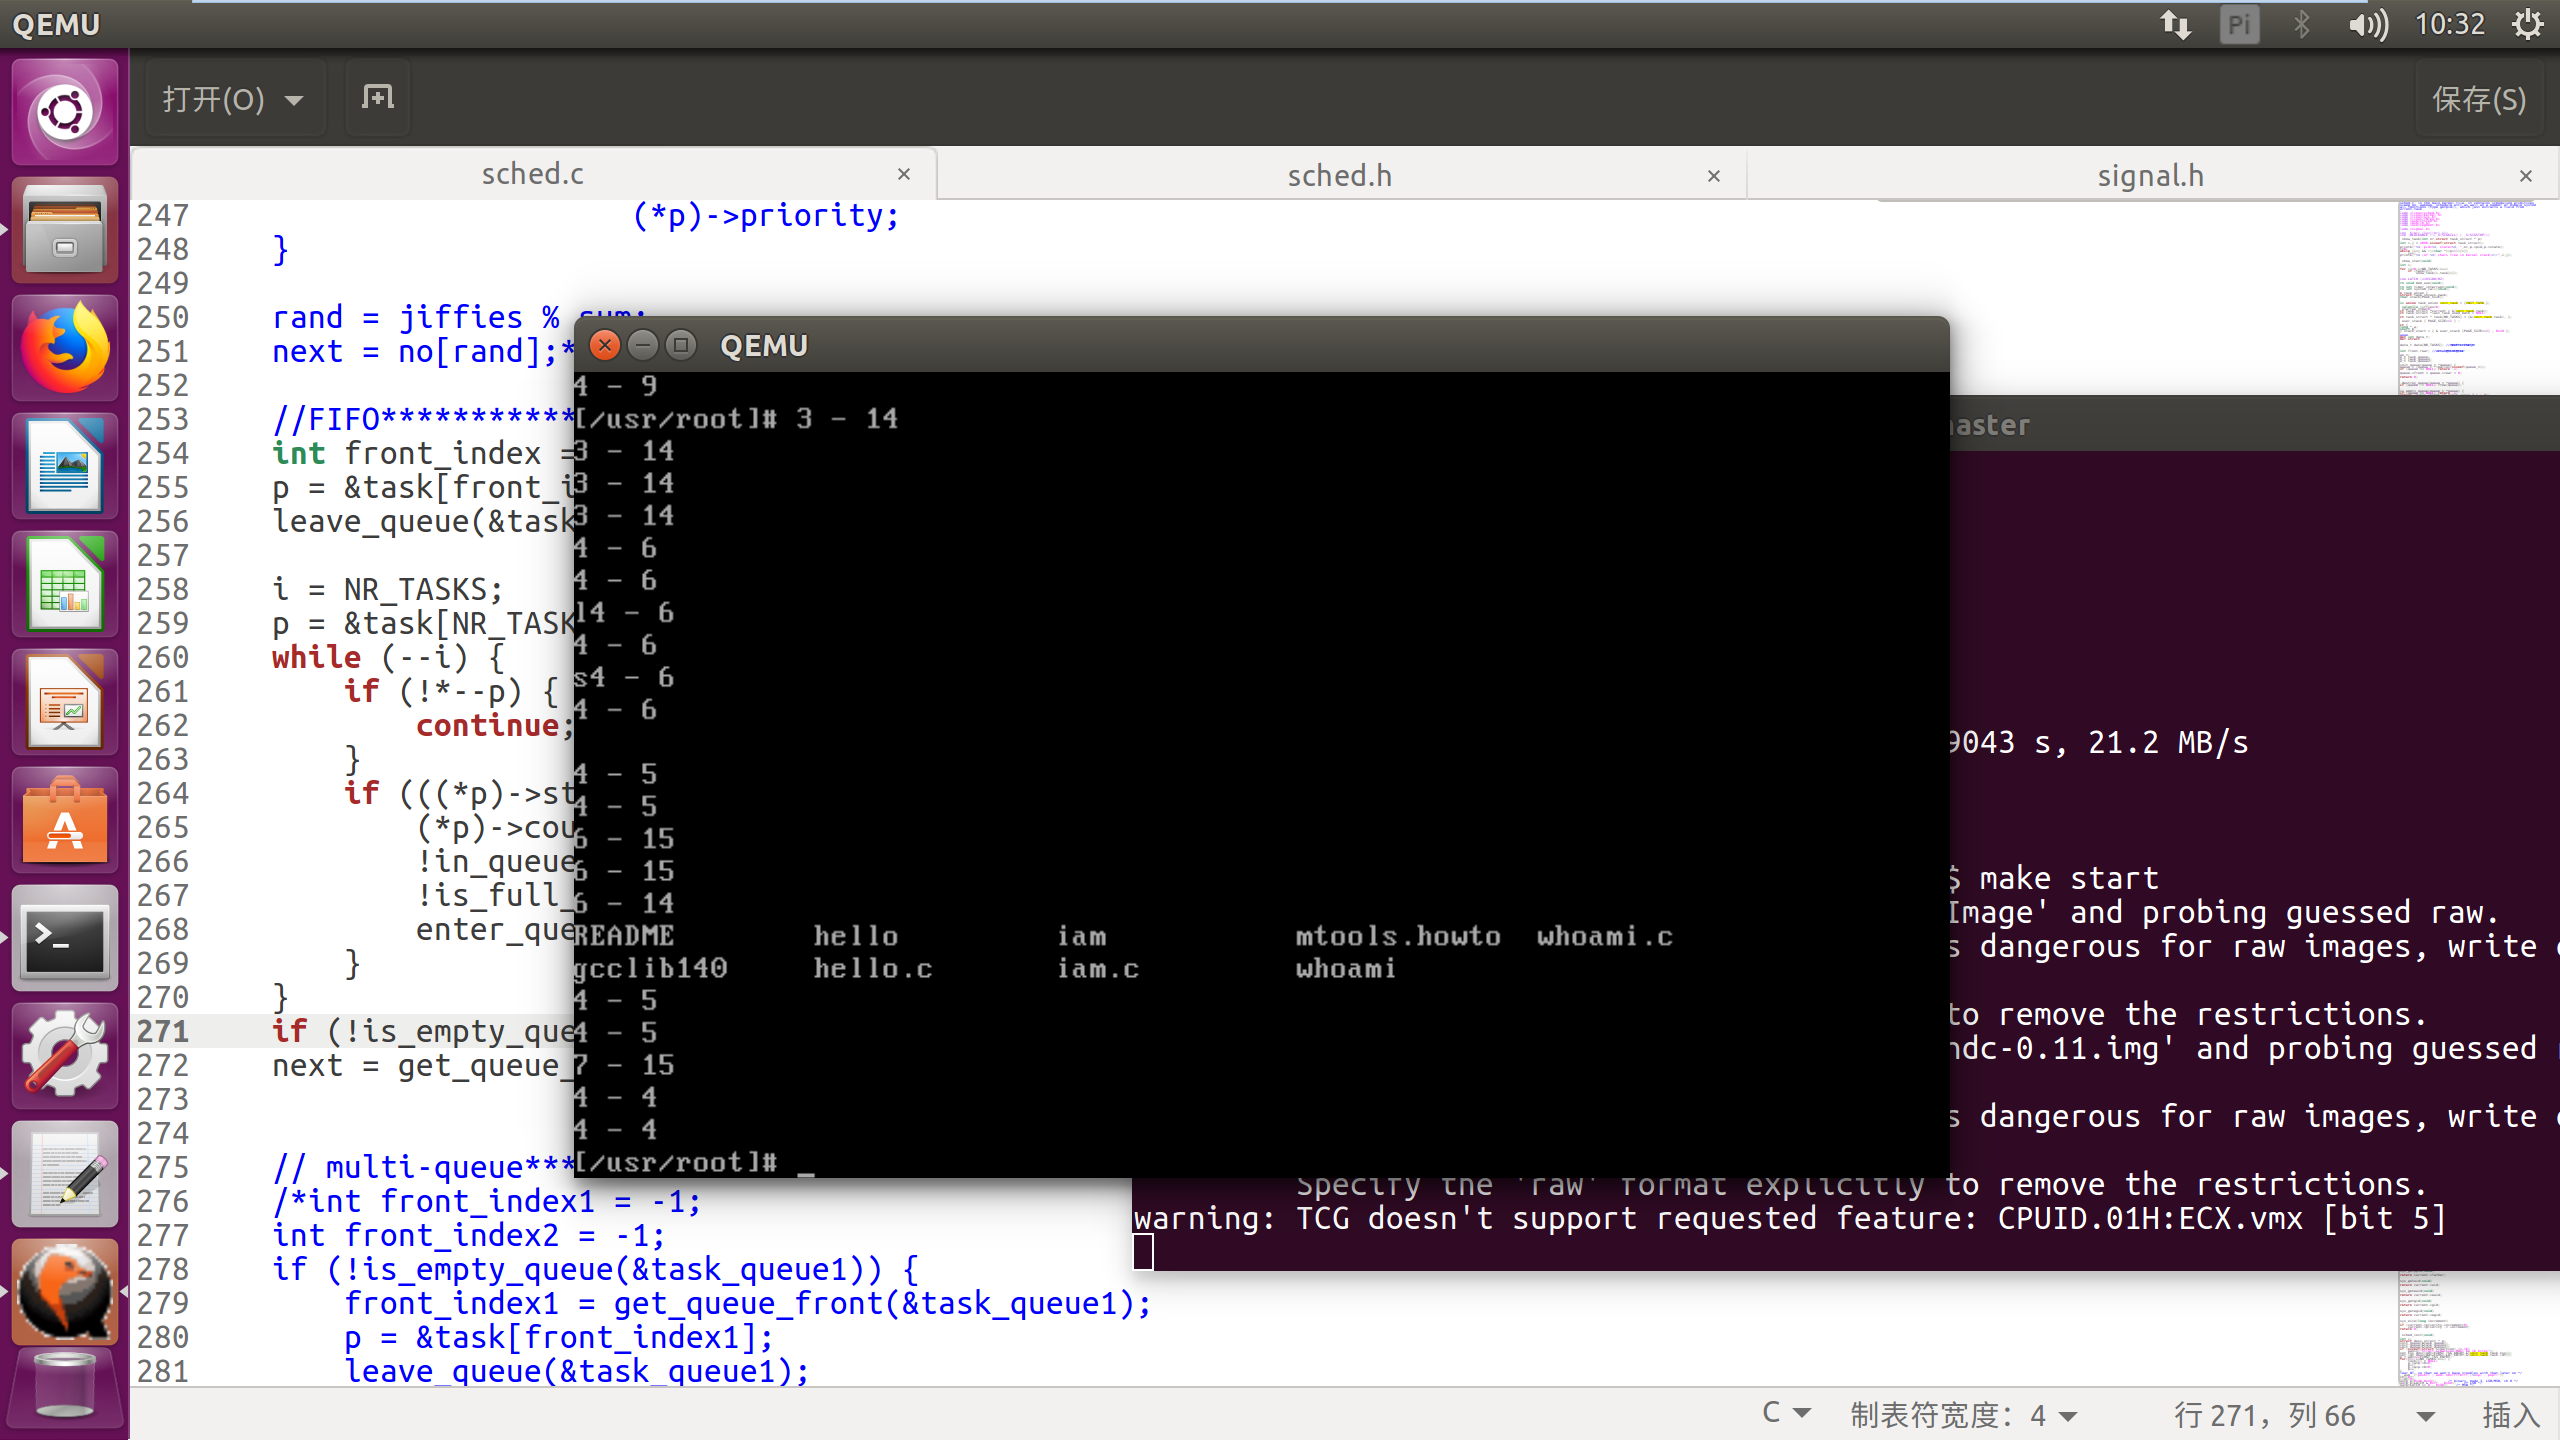 QEMU
Pi
10:32
打开(O)
保存(S)
sched.c
sched.h
signal.h
247 (*p)->priority;
248 }
249
250 rand = jiffies % sum;
251 next = no[rand];*
252
253 //FIFO***********
254 int front_index =
255 p = &task[front_i
256 leave_queue(&task
257
258 i = NR_TASKS;
259 p = &task[NR_TASK
260 while (--i) {
261 if (!*--p) {
262 continue;
263 }
264 if (((*p)->st
265 (*p)->cou
266 !in_queue
267 !is_full_
268 enter_que
269 }
270 }
271 if (!is_empty_que
272 next = get_queue_
273
274
275 // multi-queue***
276 /*int front_index1 = -1;
277 int front_index2 = -1;
278 if (!is_empty_queue(&task_queue1)) {
279 front_index1 = get_queue_front(&task_queue1);
280 p = &task[front_index1];
281 leave_queue(&task_queue1);
QEMU
4 - 9
[/usr/root]# 3 - 14
3 - 14
3 - 14
3 - 14
4 - 6
4 - 6
l4 - 6
4 - 6
s4 - 6
4 - 6
4 - 5
4 - 5
6 - 15
6 - 15
6 - 14
README hello iam mtools.howto whoami.c
gcclib140 hello.c iam.c whoami
4 - 5
4 - 5
7 - 15
4 - 4
4 - 4
[/usr/root]# _
master
9043 s, 21.2 MB/s
$ make start
Image' and probing guessed raw.
s dangerous for raw images, write
to remove the restrictions.
hdc-0.11.img' and probing guessed
s dangerous for raw images, write
Specify the 'raw' format explicitly to remove the restrictions.
warning: TCG doesn't support requested feature: CPUID.01H:ECX.vmx [bit 5]
C
制表符宽度：4
行 271，列 66
插入